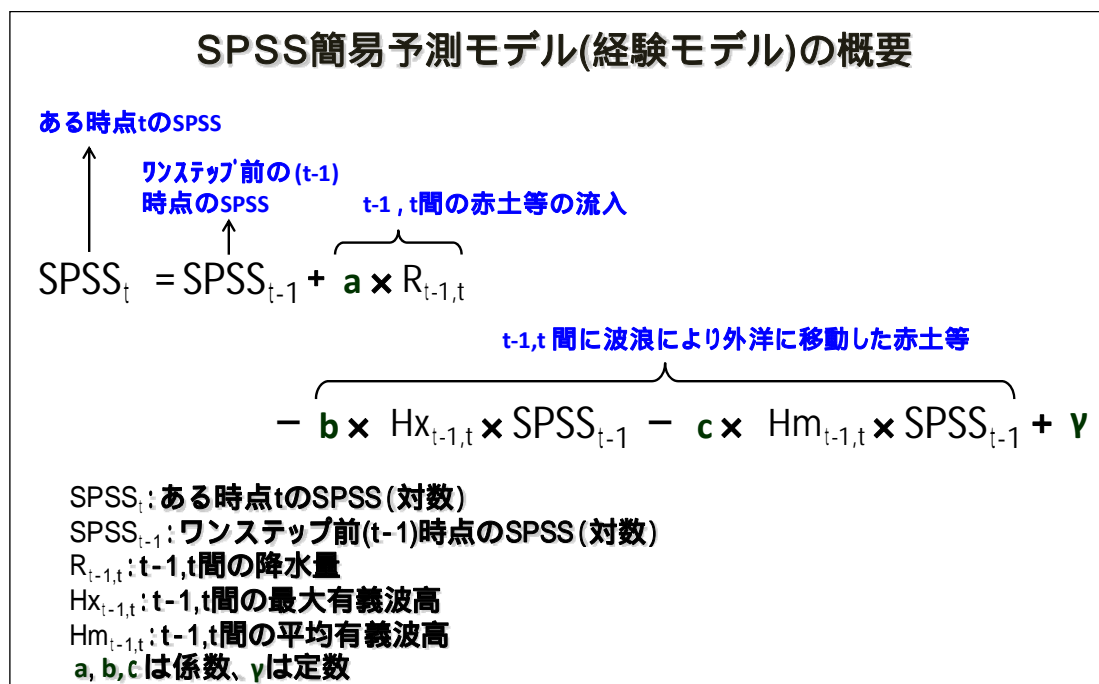 SPSS簡易予測モデル(経験モデル)の概要
ある時点tのSPSS
ワンステップ前の(t-1)
時点のSPSS
t-1 , t間の赤土等の流入
SPSSt = SPSSt-1 + a × Rt-1,t
t-1,t 間に波浪により外洋に移動した赤土等
− b × Hxt-1,t × SPSSt-1 − c × Hmt-1,t × SPSSt-1 + γ
SPSSt:ある時点tのSPSS(対数)
SPSSt-1:ワンステップ前(t-1)時点のSPSS(対数)
Rt-1,t:t-1,t間の降水量
Hxt-1,t:t-1,t間の最大有義波高
Hmt-1,t:t-1,t間の平均有義波高
a, b, cは係数、γは定数